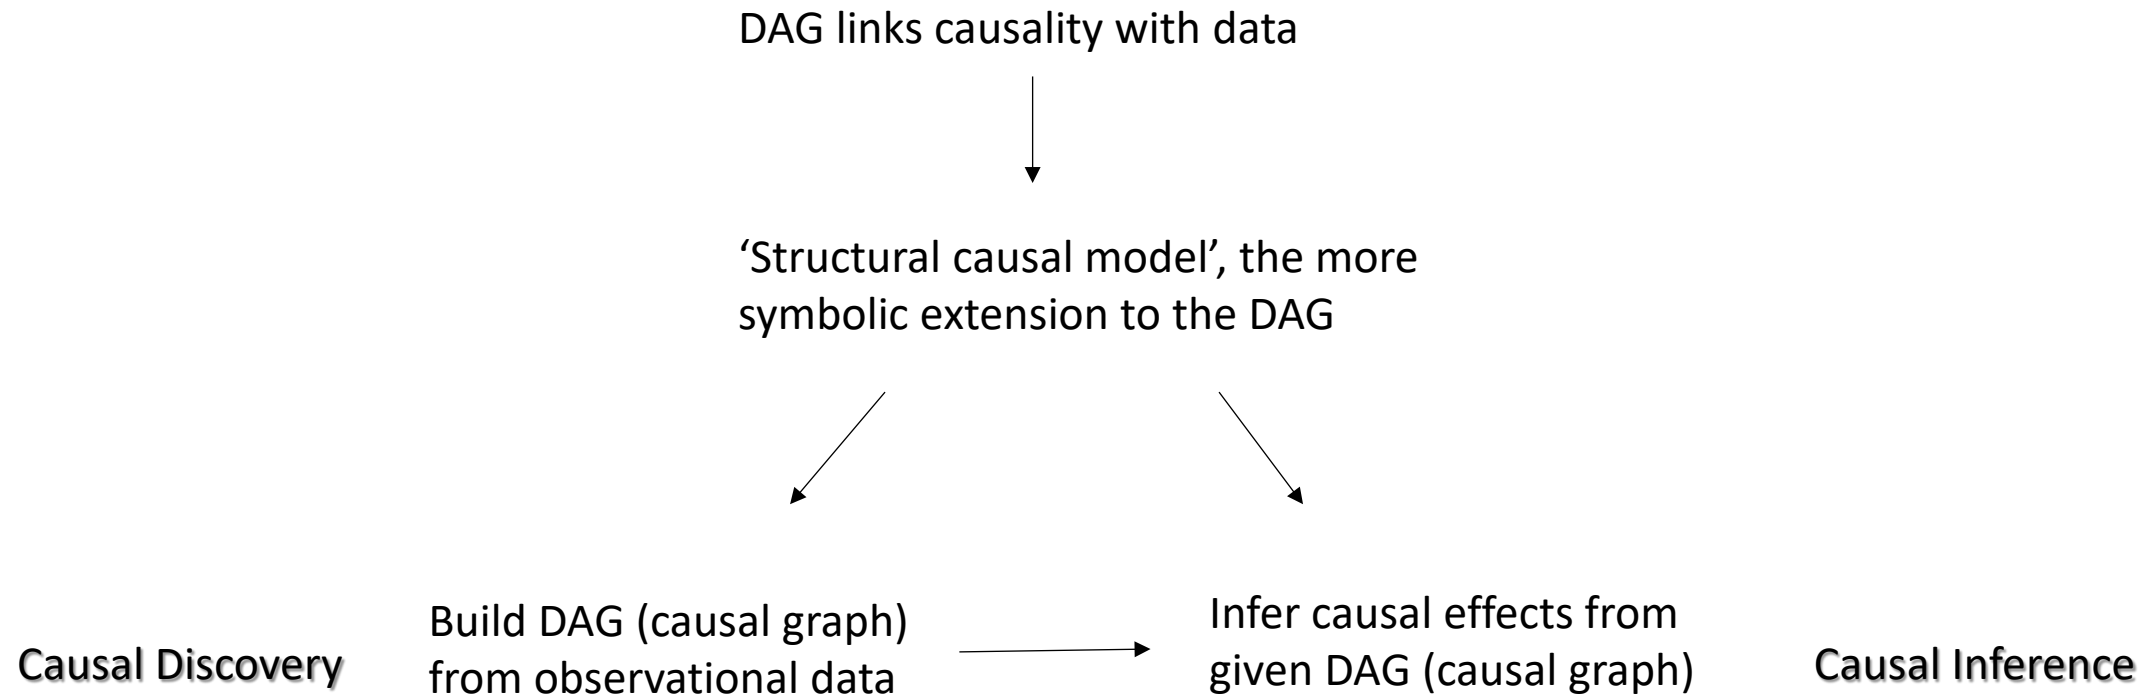 DAG links causality with data
‘Structural causal model’, the more
symbolic extension to the DAG
Causal Discovery
Build DAG (causal graph)
from observational data
Infer causal effects from
given DAG (causal graph)
Causal Inference